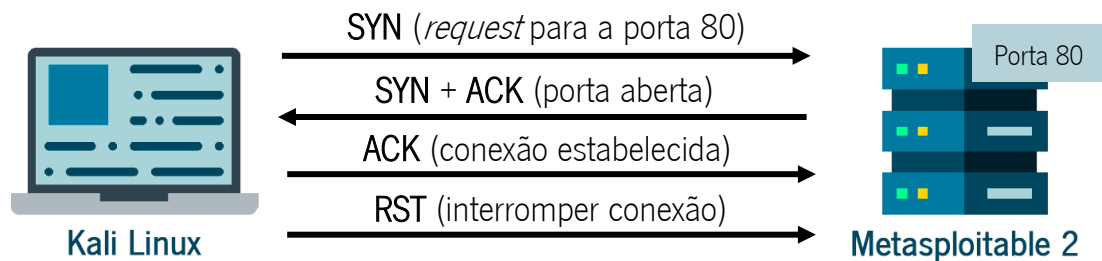 SYN (request para a porta 80)
Porta 80
SYN + ACK (porta aberta)
ACK (conexão estabelecida)
RST (interromper conexão)
Kali Linux
Metasploitable 2